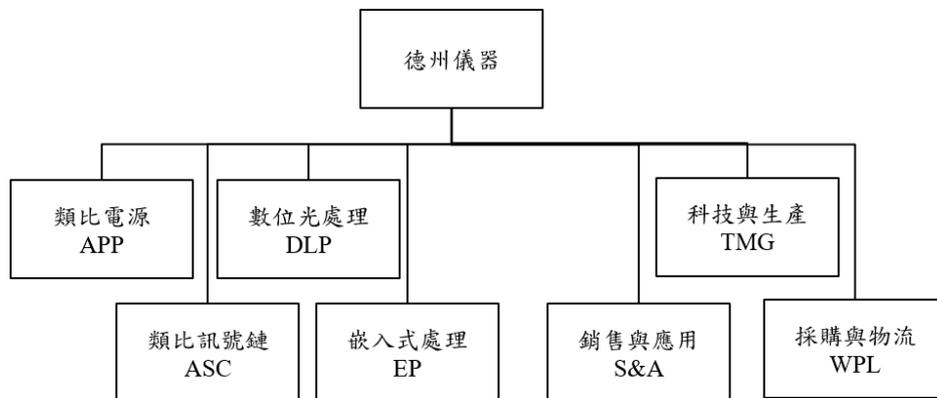 德州儀器
類比電源
APP
數位光處理
DLP
科技與生產
TMG
類比訊號鏈
ASC
嵌入式處理
EP
銷售與應用
S&A
採購與物流
WPL